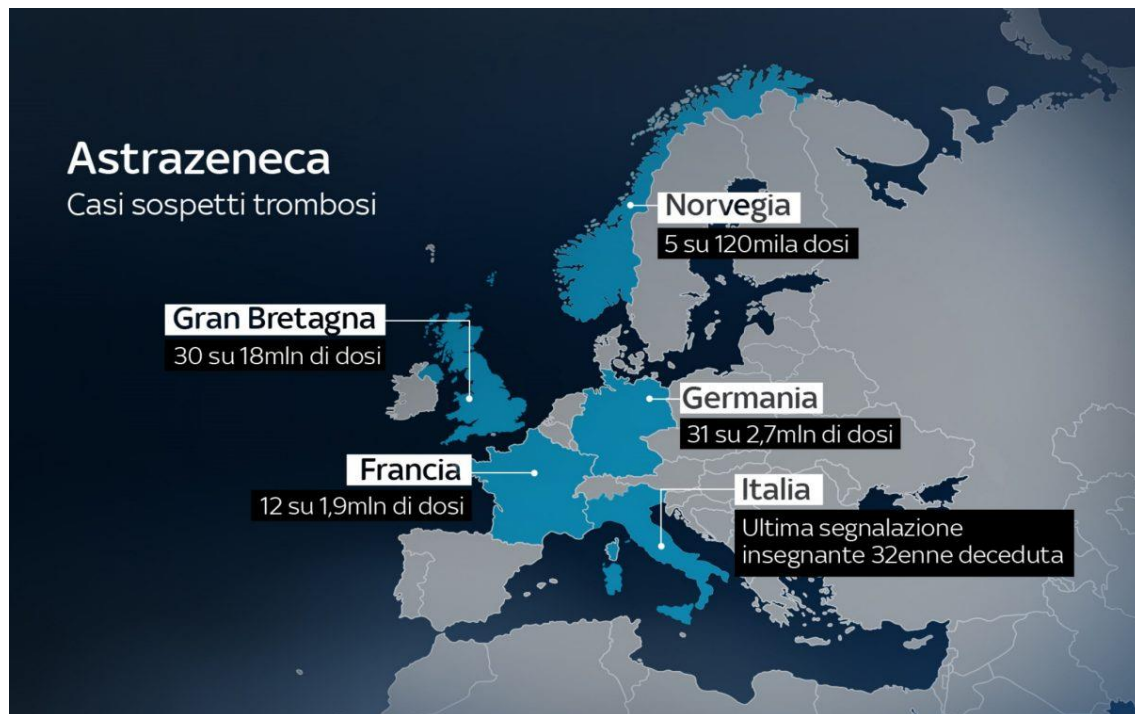 Astrazeneca
Casi sospetti trombosi
Norvegia
5 su 120mila dosi
Gran Bretagna
30 su 18mln di dosi
Germania
31 su 2,7mln di dosi
Francia
12 su 1,9mln di dosi
Italia
Ultima segnalazione
insegnante 32enne deceduta